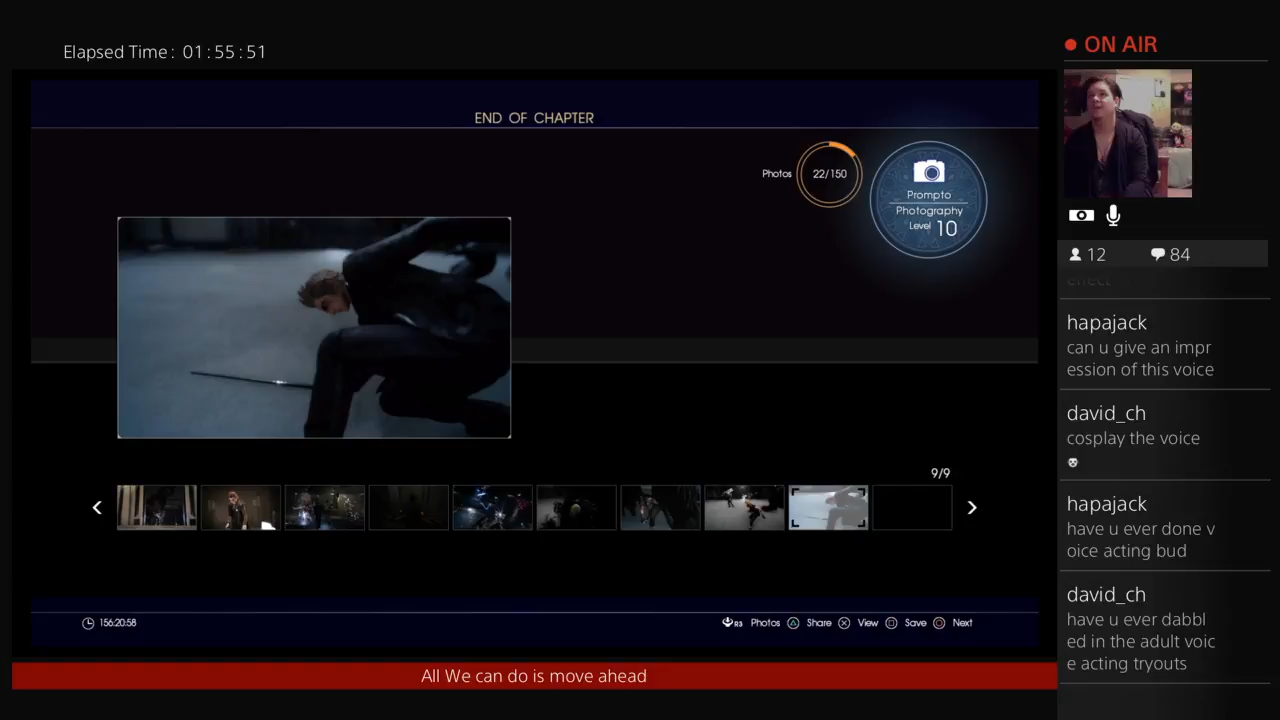 Elapsed Time: 01:55:51
ON AIR
END OF CHAPTER
Photos
22/150
Prompto
Photography
Level 10
9/9
156:20:58
R3 Photos Share View Save Next
All We can do is move ahead
12 84
effect
hapajack
can u give an impr
ession of this voice
david_ch
cosplay the voice
hapajack
have u ever done v
oice acting bud
david_ch
have u ever dabbl
ed in the adult voic
e acting tryouts